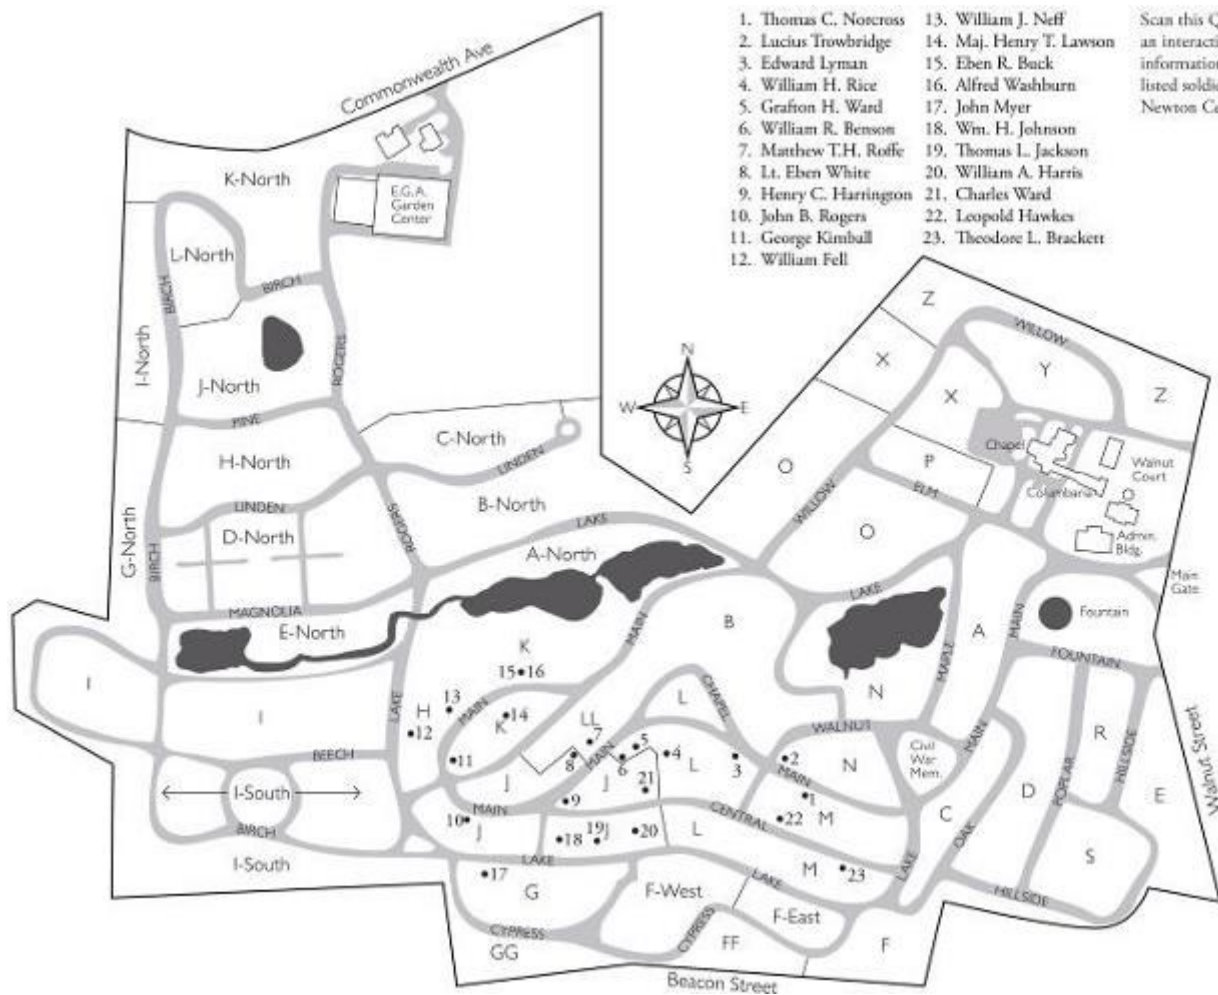 1. Thomas C. Norcross
2. Lucius Trowbridge
3. Edward Lyman
4. William H. Rice
5. Grafton H. Ward
6. William R. Benson
7. Matthew T.H. Roffe
8. Lt. Eben White
9. Henry C. Harrington
10. John B. Rogers
11. George Kimball
12. William Fell
13. William J. Neff
14. Maj. Henry T. Lawson
15. Eben R. Buck
16. Alfred Washburn
17. John Myer
18. Wm. H. Johnson
19. Thomas L. Jackson
20. William A. Harris
21. Charles Ward
22. Leopold Hawkes
23. Theodore L. Brackett
Scan this Q
an interacti
information
listed soldie
Newton Ce
Commonwealth Ave
K-North
E.G.A.
Garden
Center
L-North
BIRCH
BIRCH
I-North
ROGERS
J-North
PINE
C-North
LINDEN
H-North
B-North
LINDEN
D-North
ROGERS
G-North
BIRCH
LAKE
A-North
MAGNOLIA
E-North
N
W
E
S
Z
WILLOW
X
Y
Z
X
Chapel
Walnut
Court
O
P
Columbaria
ELM
WILLOW
O
Admn.
Bldg.
LAKE
Main
Gate
MAIN
B
A
MAIN
Fountain
FOUNTAIN
MAPLE
K
15
16
I
I
LAKE
H
13
MAIN
K
14
12
LL
L
CHAPEL
N
WALNUT
R
HILLSIDE
Walnut Street
BEECH
11
7
8
MAIN
5
6
4
L
3
2
MAIN
N
Civil
War
Mem.
MAIN
D
POPLAR
E
I-South
J
J
21
9
1
22
M
C
OAK
MAIN
10
J
CENTRAL
BIRCH
18
19
J
20
L
S
I-South
LAKE
17
G
F-West
LAKE
M
23
LAKE
HILLSIDE
CYPRESS
GG
CYPRESS
FF
F-East
F
Beacon Street